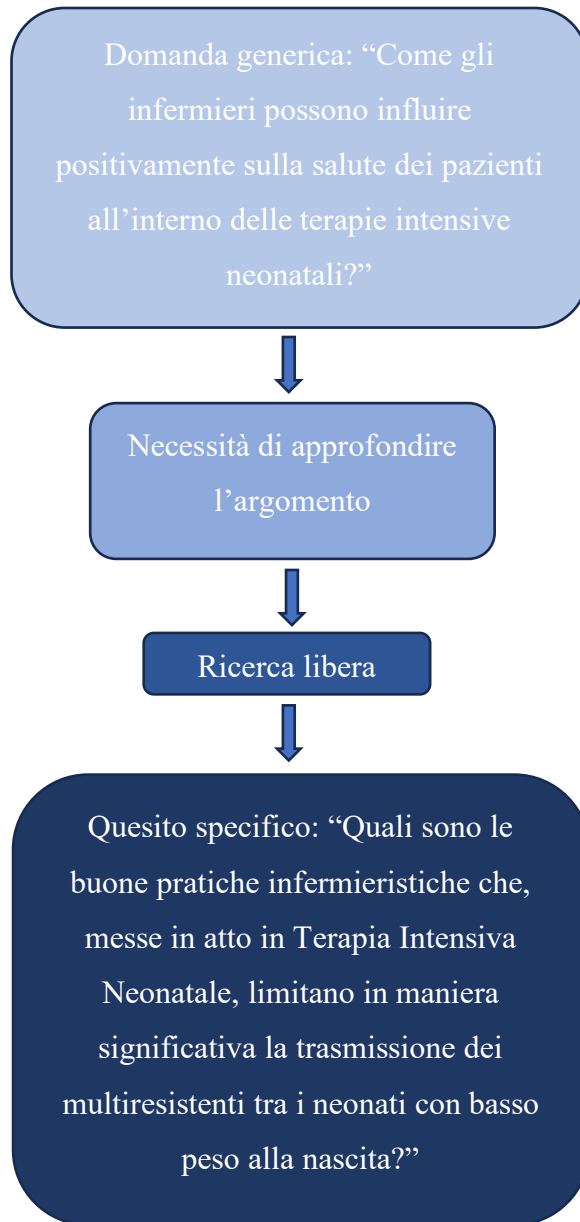 Domanda generica: “Come gli
infermieri possono influire
positivamente sulla salute dei pazienti
all’interno delle terapie intensive
neonatali?”
Necessità di approfondire
l’argomento
Ricerca libera
Quesito specifico: “Quali sono le
buone pratiche infermieristiche che,
messe in atto in Terapia Intensiva
Neonatale, limitano in maniera
significativa la trasmissione dei
multiresistenti tra i neonati con basso
peso alla nascita?”